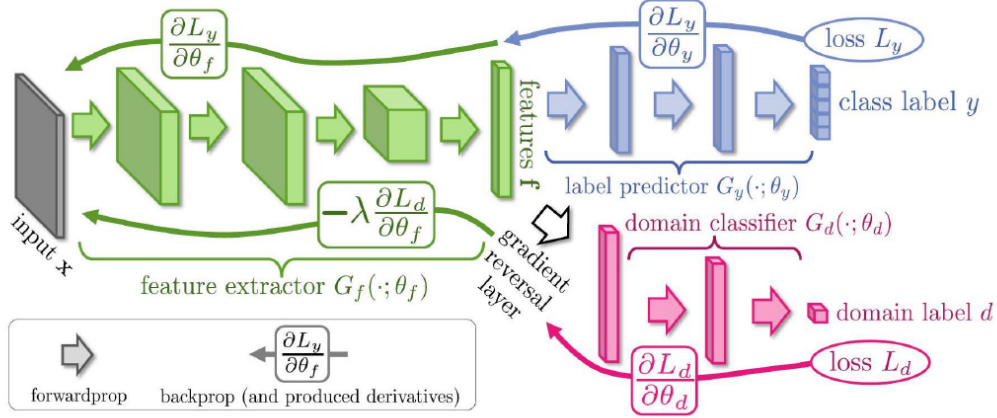 ∂L_y/∂θ_f
∂L_y/∂θ_y
loss L_y
features f
class label y
label predictor G_y(·;θ_y)
−λ ∂L_d/∂θ_f
input x
feature extractor G_f(·;θ_f)
gradient
reversal
layer
domain classifier G_d(·;θ_d)
domain label d
∂L_d/∂θ_d
loss L_d
∂L_y/∂θ_f
forwardprop
backprop (and produced derivatives)